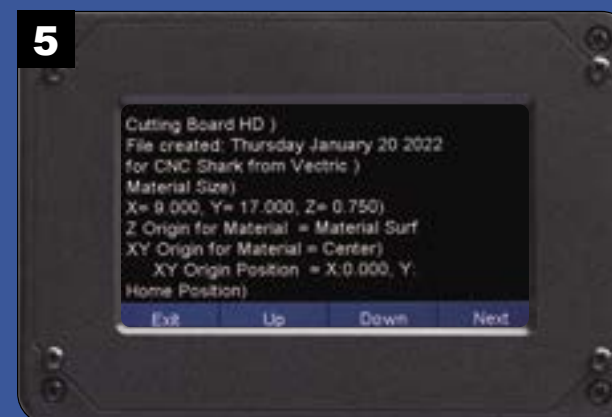 5
Cutting Board HD )
File created: Thursday January 20 2022
for CNC Shark from Vectric )
Material Size)
X= 9.000, Y= 17.000, Z= 0.750)
Z Origin for Material = Material Surf
XY Origin for Material = Center)
XY Origin Position = X:0.000, Y:
Home Position)
Exit Up Down Next